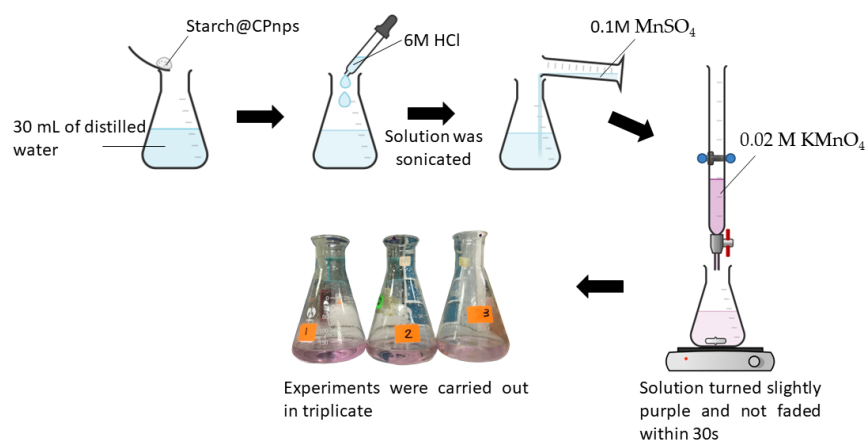 Starch@CPnps
6M HCl
0.1M MnSO₄
30 mL of distilled
water
Solution was
sonicated
0.02 M KMnO₄
1
2
3
Experiments were carried out
in triplicate
Solution turned slightly
purple and not faded
within 30s